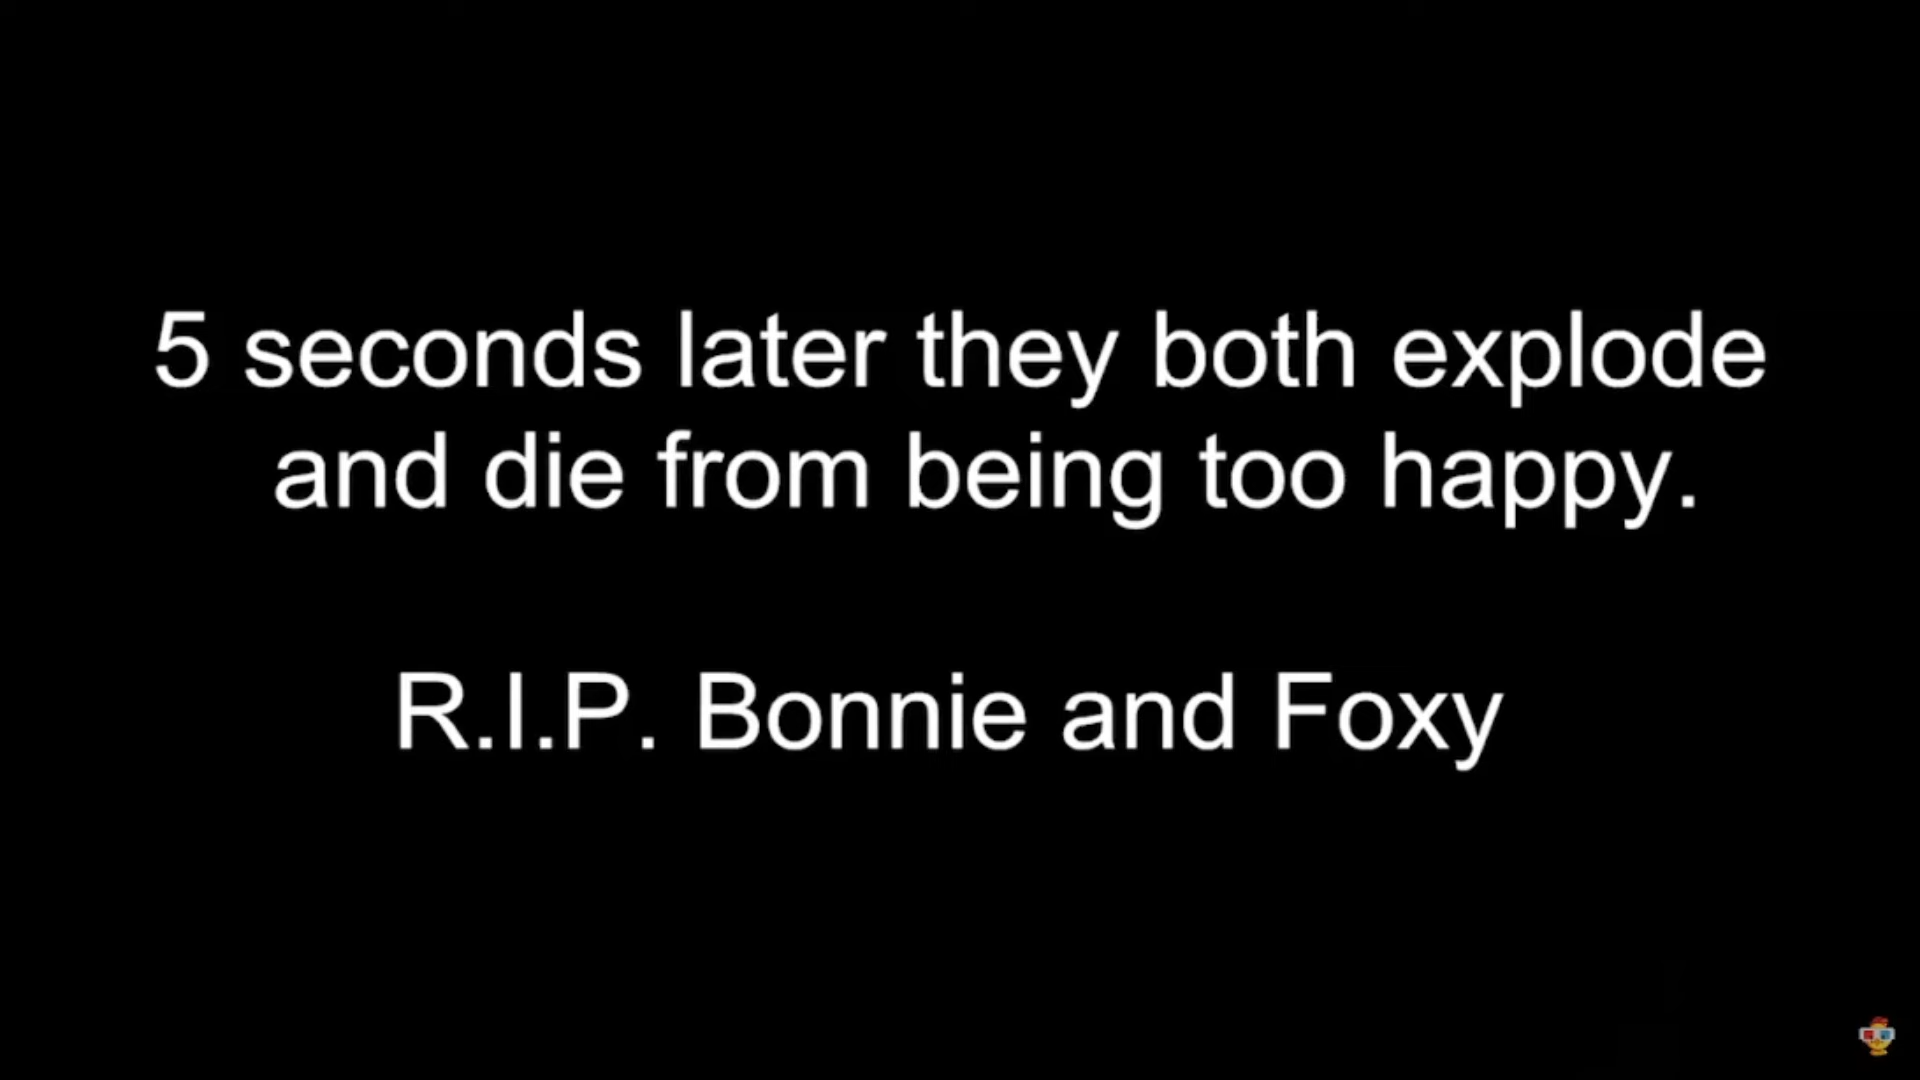 5 seconds later they both explode
and die from being too happy.
R.I.P. Bonnie and Foxy